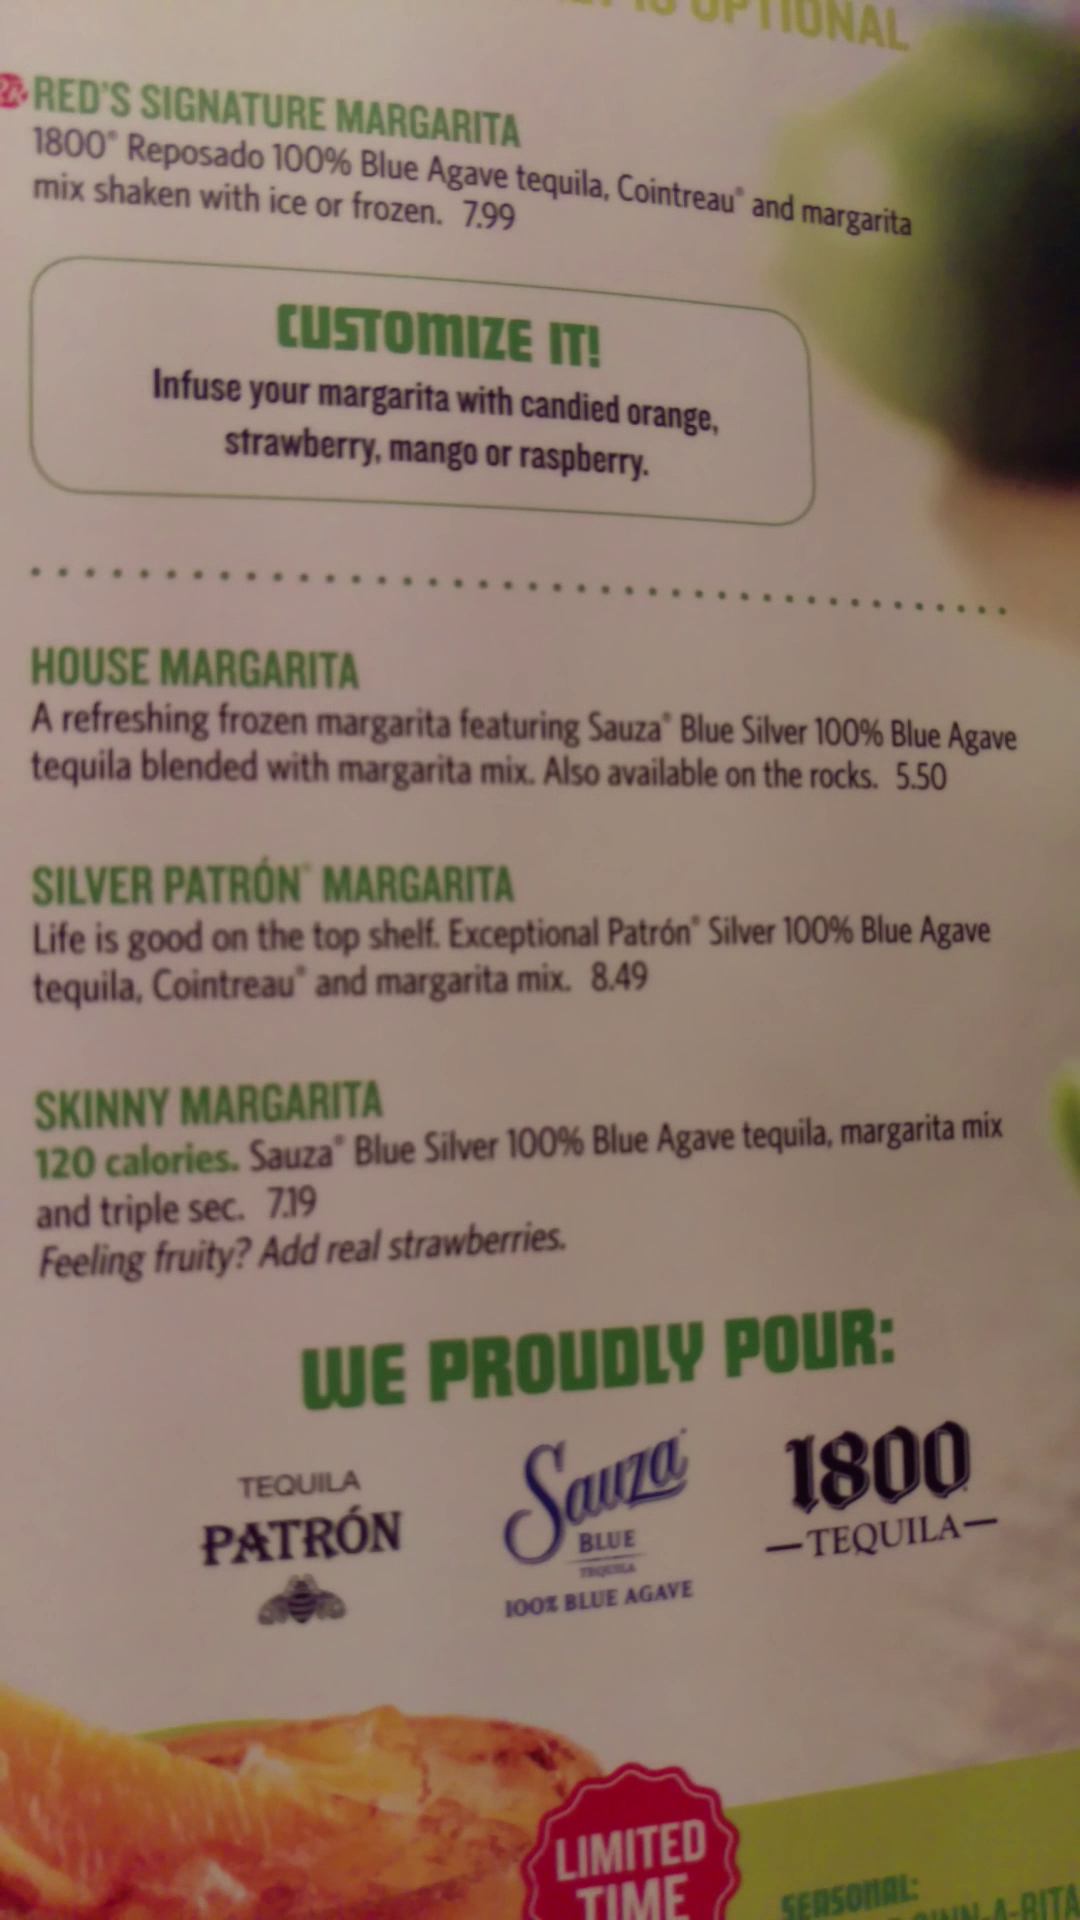 IS OPTIONAL
RED'S SIGNATURE MARGARITA
1800® Reposado 100% Blue Agave tequila, Cointreau® and margarita
mix shaken with ice or frozen. 7.99
CUSTOMIZE IT!
Infuse your margarita with candied orange,
strawberry, mango or raspberry.
HOUSE MARGARITA
A refreshing frozen margarita featuring Sauza® Blue Silver 100% Blue Agave
tequila blended with margarita mix. Also available on the rocks. 5.50
SILVER PATRÓN® MARGARITA
Life is good on the top shelf. Exceptional Patrón® Silver 100% Blue Agave
tequila, Cointreau® and margarita mix. 8.49
SKINNY MARGARITA
120 calories. Sauza® Blue Silver 100% Blue Agave tequila, margarita mix
and triple sec. 7.19
Feeling fruity? Add real strawberries.
WE PROUDLY POUR:
TEQUILA
PATRÓN
Sauza®
BLUE
TEQUILA
100% BLUE AGAVE
1800
—TEQUILA—
LIMITED
TIME
SEASONAL: